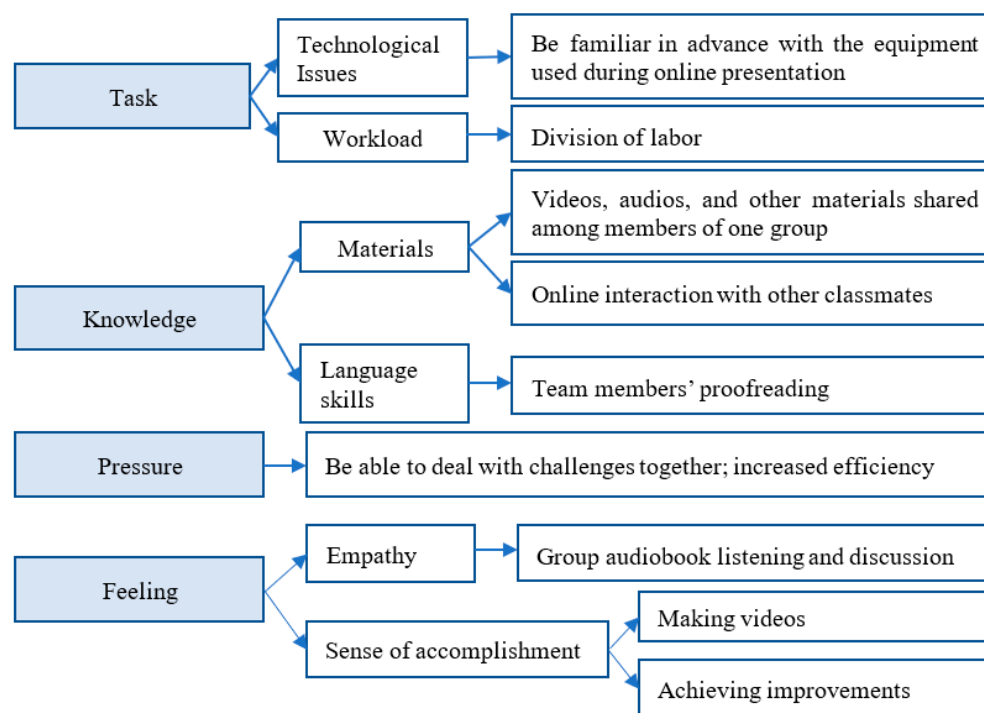 Task
Technological
Issues
Be familiar in advance with the equipment
used during online presentation
Workload
Division of labor
Knowledge
Materials
Videos, audios, and other materials shared
among members of one group
Online interaction with other classmates
Language
skills
Team members’ proofreading
Pressure
Be able to deal with challenges together; increased efficiency
Feeling
Empathy
Group audiobook listening and discussion
Sense of accomplishment
Making videos
Achieving improvements